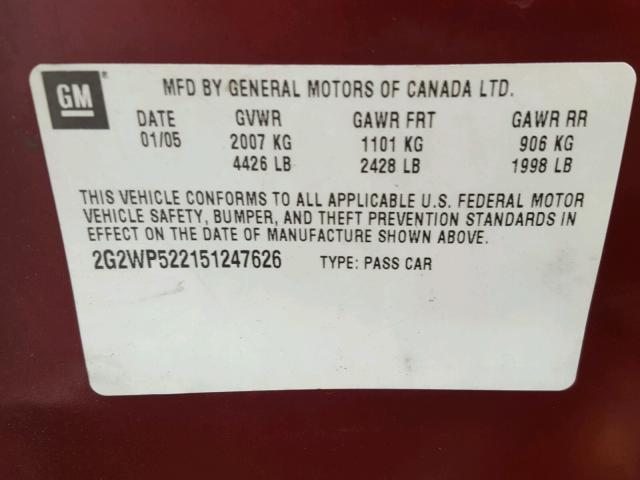 GM
MFD BY GENERAL MOTORS OF CANADA LTD.
DATE GVWR GAWR FRT GAWR RR
01/05 2007 KG 1101 KG 906 KG
4426 LB 2428 LB 1998 LB
THIS VEHICLE CONFORMS TO ALL APPLICABLE U.S. FEDERAL MOTOR
VEHICLE SAFETY, BUMPER, AND THEFT PREVENTION STANDARDS IN
EFFECT ON THE DATE OF MANUFACTURE SHOWN ABOVE.
2G2WP522151247626 TYPE: PASS CAR